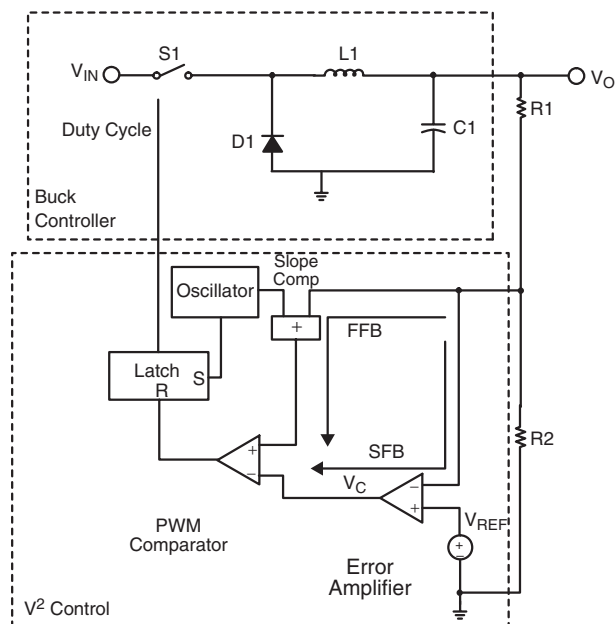 S1
L1
V_IN
V_O
R1
Duty Cycle
D1
C1
Buck
Controller
Slope
Comp
Oscillator
+
FFB
Latch
S
R
+
−
SFB
R2
V_C
−
+
V_REF
+
−
PWM
Comparator
Error
Amplifier
V² Control